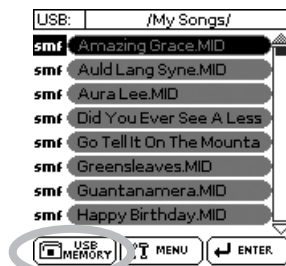 USB: /My Songs/
smf Amazing Grace.MID
smf Auld Lang Syne.MID
smf Aura Lee.MID
smf Did You Ever See A Less
smf Go Tell It On The Mounta
smf Greensleaves.MID
smf Guantanamera.MID
smf Happy Birthday.MID
USB MEMORY MENU ENTER